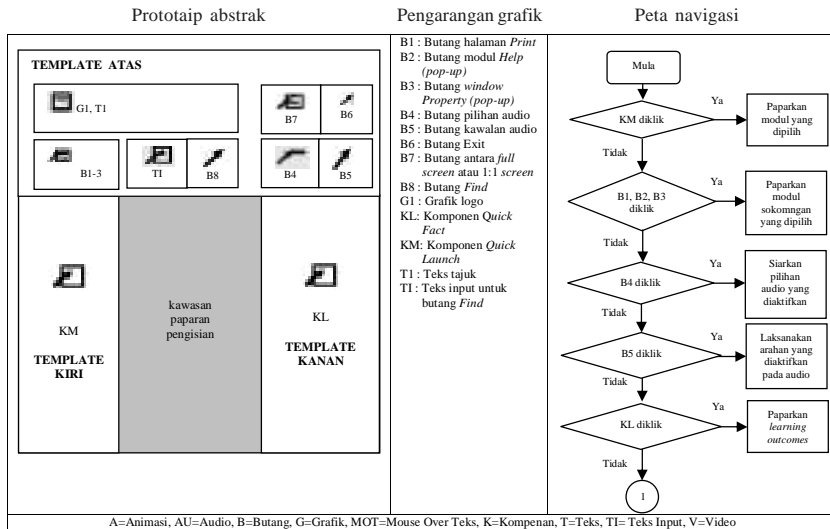 Prototaip abstrak
Pengarangan grafik
Peta navigasi
TEMPLATE ATAS
G1, T1
B7
B6
B1-3
TI
B8
B4
B5
KM
TEMPLATE
KIRI
kawasan
paparan
pengisian
KL
TEMPLATE
KANAN
B1 : Butang halaman Print
B2 : Butang modul Help
(pop-up)
B3 : Butang window
Property (pop-up)
B4 : Butang pilihan audio
B5 : Butang kawalan audio
B6 : Butang Exit
B7 : Butang antara full
screen atau 1:1 screen
B8 : Butang Find
G1 : Grafik logo
KL: Komponen Quick
Fact
KM: Komponen Quick
Launch
T1 : Teks tajuk
TI : Teks input untuk
butang Find
Mula
KM diklik
Ya
Paparkan
modul yang
dipilih
Tidak
B1, B2, B3
diklik
Ya
Paparkan
modul
sokomngan
yang dipilih
Tidak
B4 diklik
Ya
Siarkan
pilihan
audio yang
diaktifkan
Tidak
B5 diklik
Ya
Laksanakan
arahan yang
diaktifkan
pada audio
Tidak
KL diklik
Ya
Paparkan
learning
outcomes
Tidak
1
A=Animasi, AU=Audio, B=Butang, G=Grafik, MOT=Mouse Over Teks, K=Kompenan, T=Teks, TI= Teks Input, V=Video